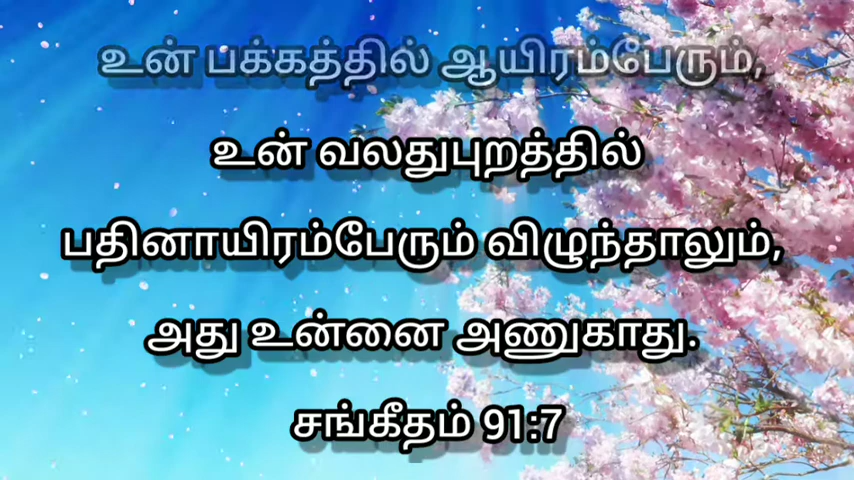 உன் பக்கத்தில் ஆயிரம்பேரும்,
உன் வலதுபுறத்தில்
பதினாயிரம்பேரும் விழுந்தாலும்,
அது உன்னை அணுகாது.
சங்கீதம் 91:7